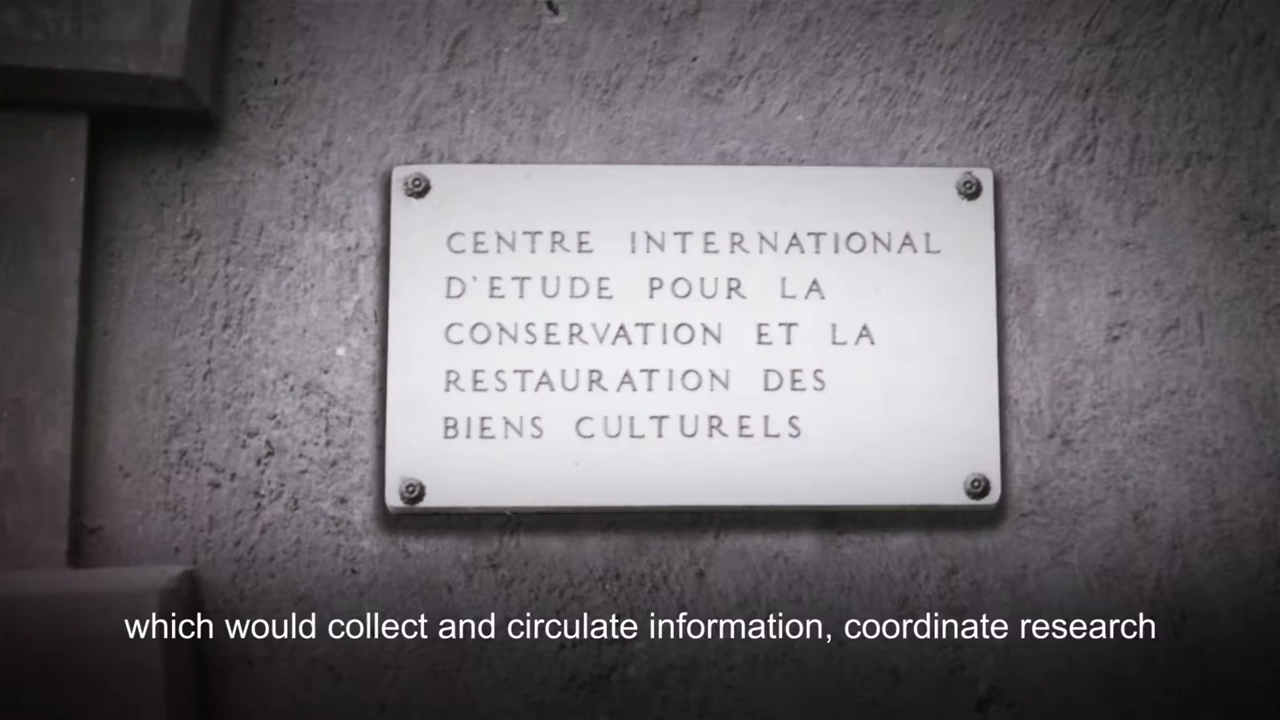 CENTRE INTERNATIONAL
D'ETUDE POUR LA
CONSERVATION ET LA
RESTAURATION DES
BIENS CULTURELS
which would collect and circulate information, coordinate research